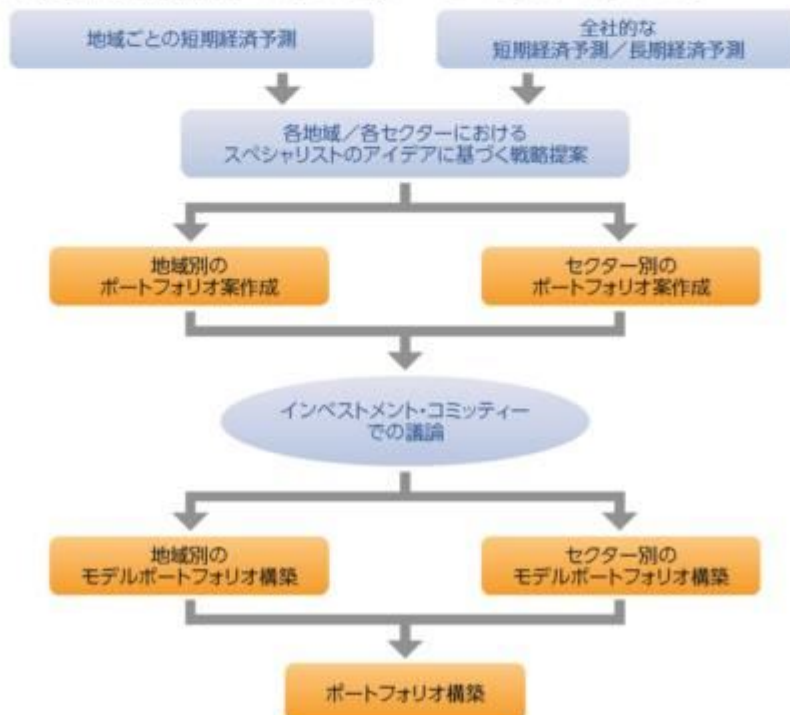 地域ごとの短期経済予測
全社的な
短期経済予測／長期経済予測
各地域／各セクターにおける
スペシャリストのアイデアに基づく戦略提案
地域別の
ポートフォリオ案作成
セクター別の
ポートフォリオ案作成
インベストメント・コミッティー
での議論
地域別の
モデルポートフォリオ構築
セクター別の
モデルポートフォリオ構築
ポートフォリオ構築